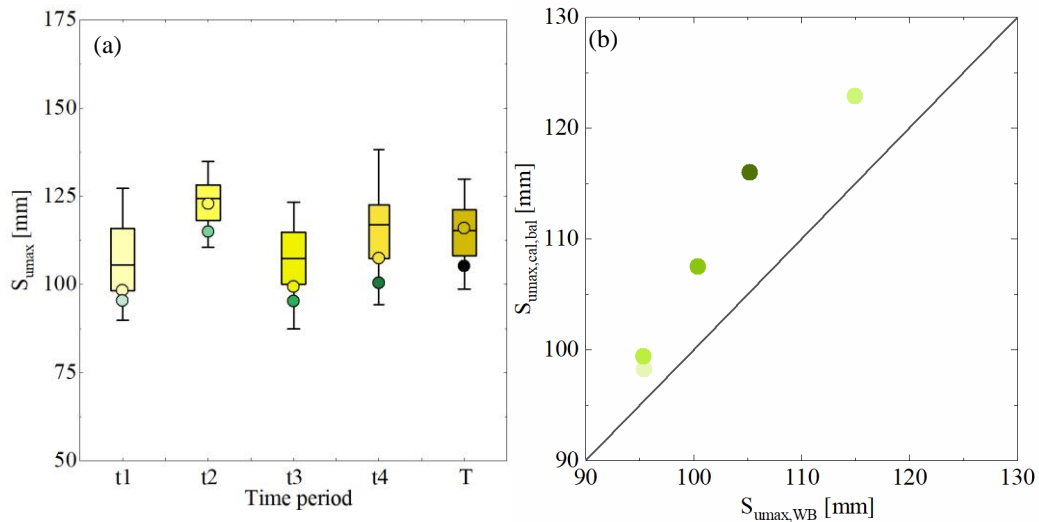 (a)
175
150
125
100
75
50
S_umax [mm]
t1 t2 t3 t4 T
Time period
(b)
130
120
110
100
90
S_umax,cal,bal [mm]
90 100 110 120 130
S_umax,WB [mm]